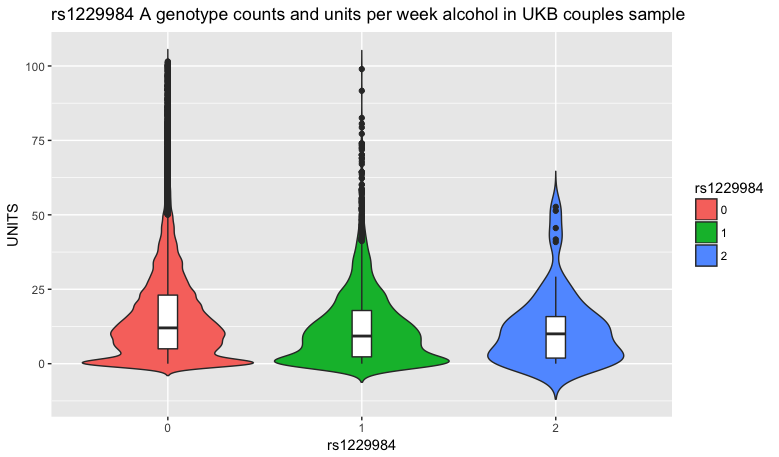 rs1229984 A genotype counts and units per week alcohol in UKB couples sample
UNITS
100
75
50
25
0
0
1
2
rs1229984
rs1229984
0
1
2